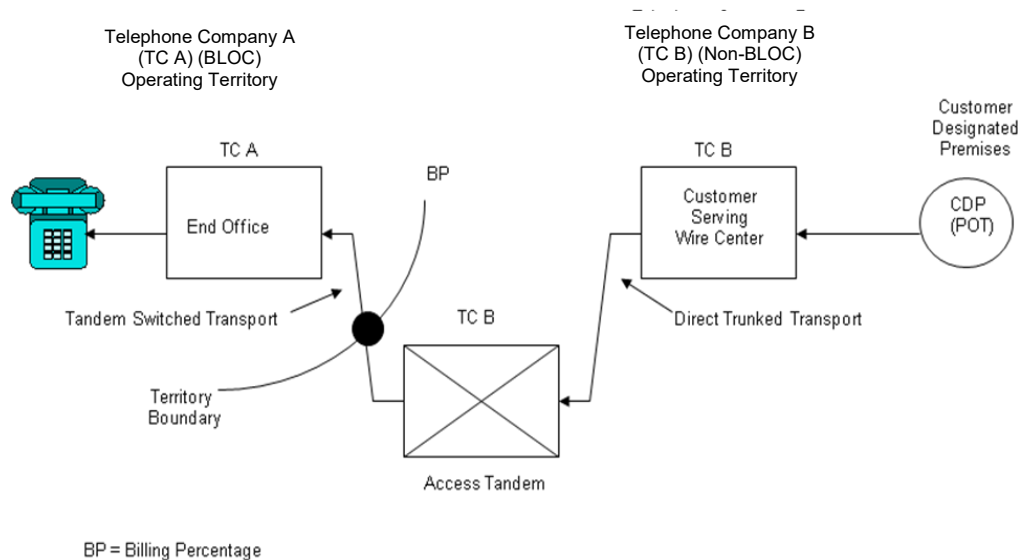 Telephone Company A
(TC A) (BLOC)
Operating Territory
Telephone Company B
(TC B) (Non-BLOC)
Operating Territory
Customer
Designated
Premises
TC A
BP
TC B
End Office
Customer
Serving
Wire Center
CDP
(POT)
Tandem Switched Transport
TC B
Direct Trunked Transport
Territory
Boundary
Access Tandem
BP = Billing Percentage